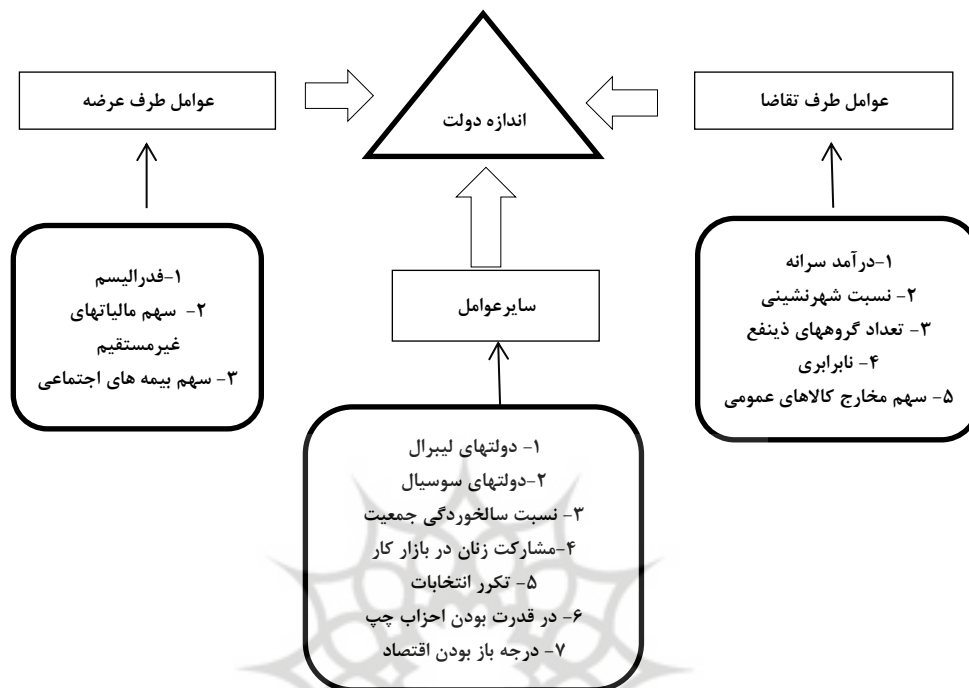 عوامل طرف تقاضا
اندازه دولت
عوامل طرف عرضه
۱-درآمد سرانه
۲- نسبت شهرنشینی
۳- تعداد گروههای ذینفع
۴- نابرابری
۵- سهم مخارج کالاهای عمومی
سایرعوامل
۱-فدرالیسم
۲- سهم مالیاتهای
غیرمستقیم
۳- سهم بیمه های اجتماعی
۱- دولتهای لیبرال
۲-دولتهای سوسیال
۳- نسبت سالخوردگی جمعیت
۴-مشارکت زنان در بازار کار
۵- تکرر انتخابات
۶- در قدرت بودن احزاب چپ
۷- درجه باز بودن اقتصاد